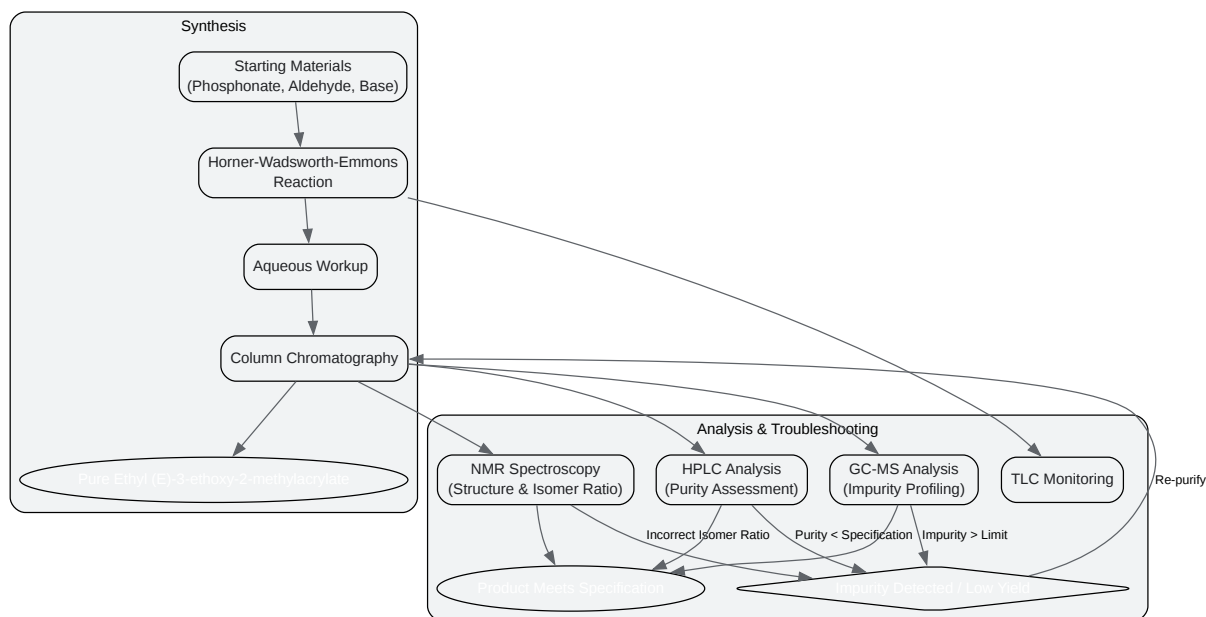 Synthesis
Starting Materials
(Phosphonate, Aldehyde, Base)
Horner-Wadsworth-Emmons
Reaction
Aqueous Workup
Column Chromatography
Pure Ethyl (E)-3-ethoxy-2-methylacrylate
Analysis & Troubleshooting
NMR Spectroscopy
(Structure & Isomer Ratio)
HPLC Analysis
(Purity Assessment)
GC-MS Analysis
(Impurity Profiling)
TLC Monitoring
Re-purify
Incorrect Isomer Ratio
Purity < Specification
Impurity > Limit
Product Meets Specification
Impurity Detected / Low Yield